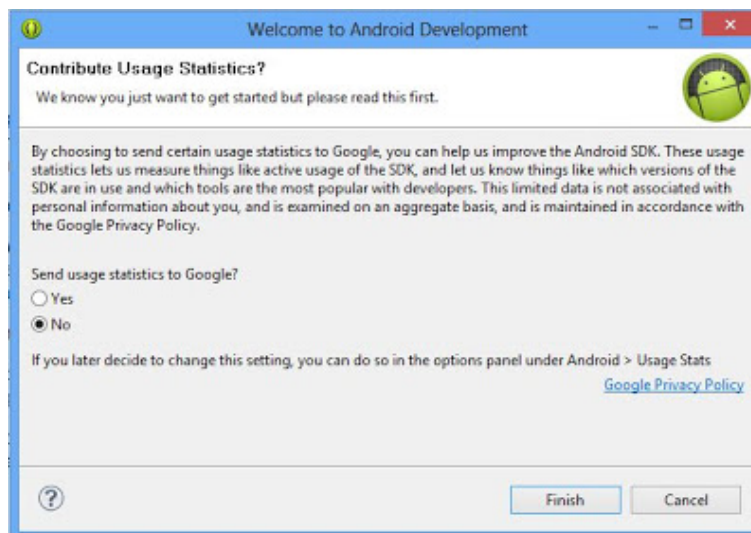 Welcome to Android Development
Contribute Usage Statistics?
We know you just want to get started but please read this first.
By choosing to send certain usage statistics to Google, you can help us improve the Android SDK. These usage
statistics lets us measure things like active usage of the SDK, and let us know things like which versions of the
SDK are in use and which tools are the most popular with developers. This limited data is not associated with
personal information about you, and is examined on an aggregate basis, and is maintained in accordance with
the Google Privacy Policy.
Send usage statistics to Google?
Yes
No
If you later decide to change this setting, you can do so in the options panel under Android > Usage Stats
Google Privacy Policy
Finish
Cancel